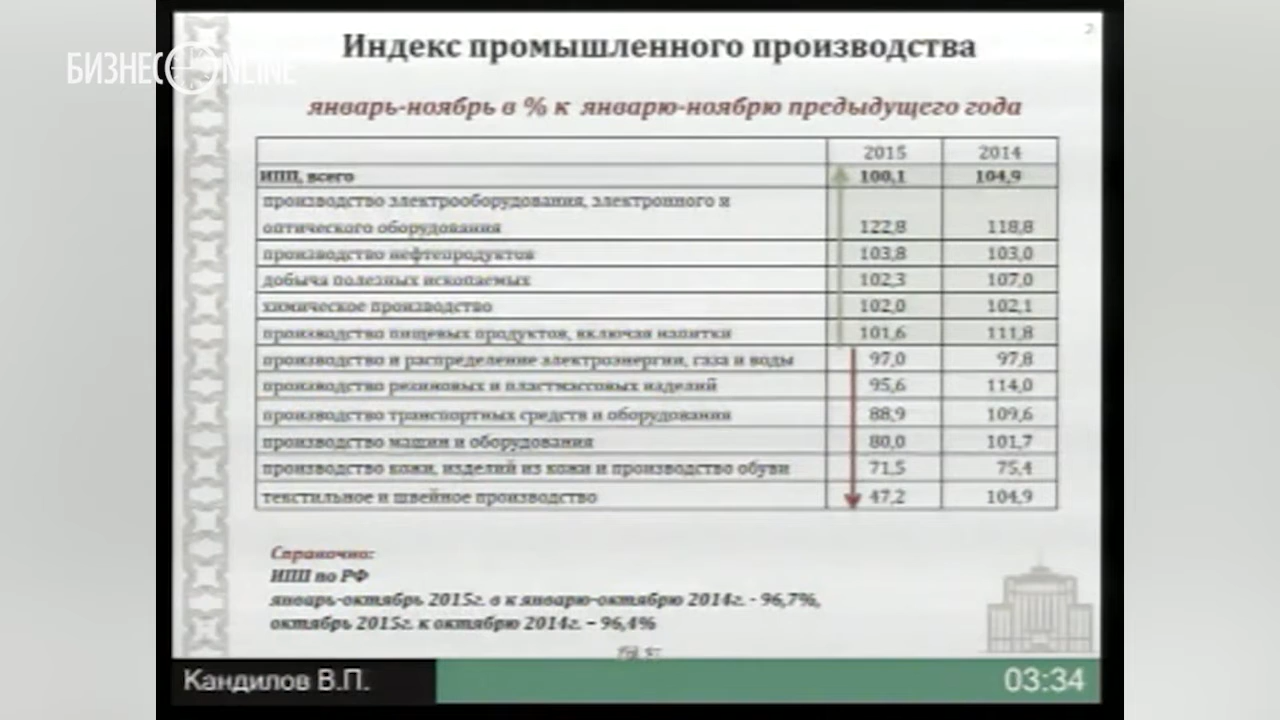 2
Индекс промышленного производства
БИЗНЕС ONLINE
январь-ноябрь в % к январю-ноябрю предыдущего года
2015 2014
ИПП, всего 100,1 104,9
производство электрооборудования, электронного и
оптического оборудования 122,8 118,8
производство нефтепродуктов 103,8 103,0
добыча полезных ископаемых 102,3 107,0
химическое производство 102,0 102,1
производство пищевых продуктов, включая напитки 101,6 111,8
производство и распределение электроэнергии, газа и воды 97,0 97,8
производство резиновых и пластмассовых изделий 95,6 114,0
производство транспортных средств и оборудования 88,9 109,6
производство машин и оборудования 80,0 101,7
производство кожи, изделий из кожи и производство обуви 71,5 75,4
текстильное и швейное производство 47,2 104,9
Справочно:
ИПП по РФ
январь-октябрь 2015г. в к январю-октябрю 2014г. - 96,7%,
октябрь 2015г. к октябрю 2014г. – 96,4%
Кандилов В.П. 03:34